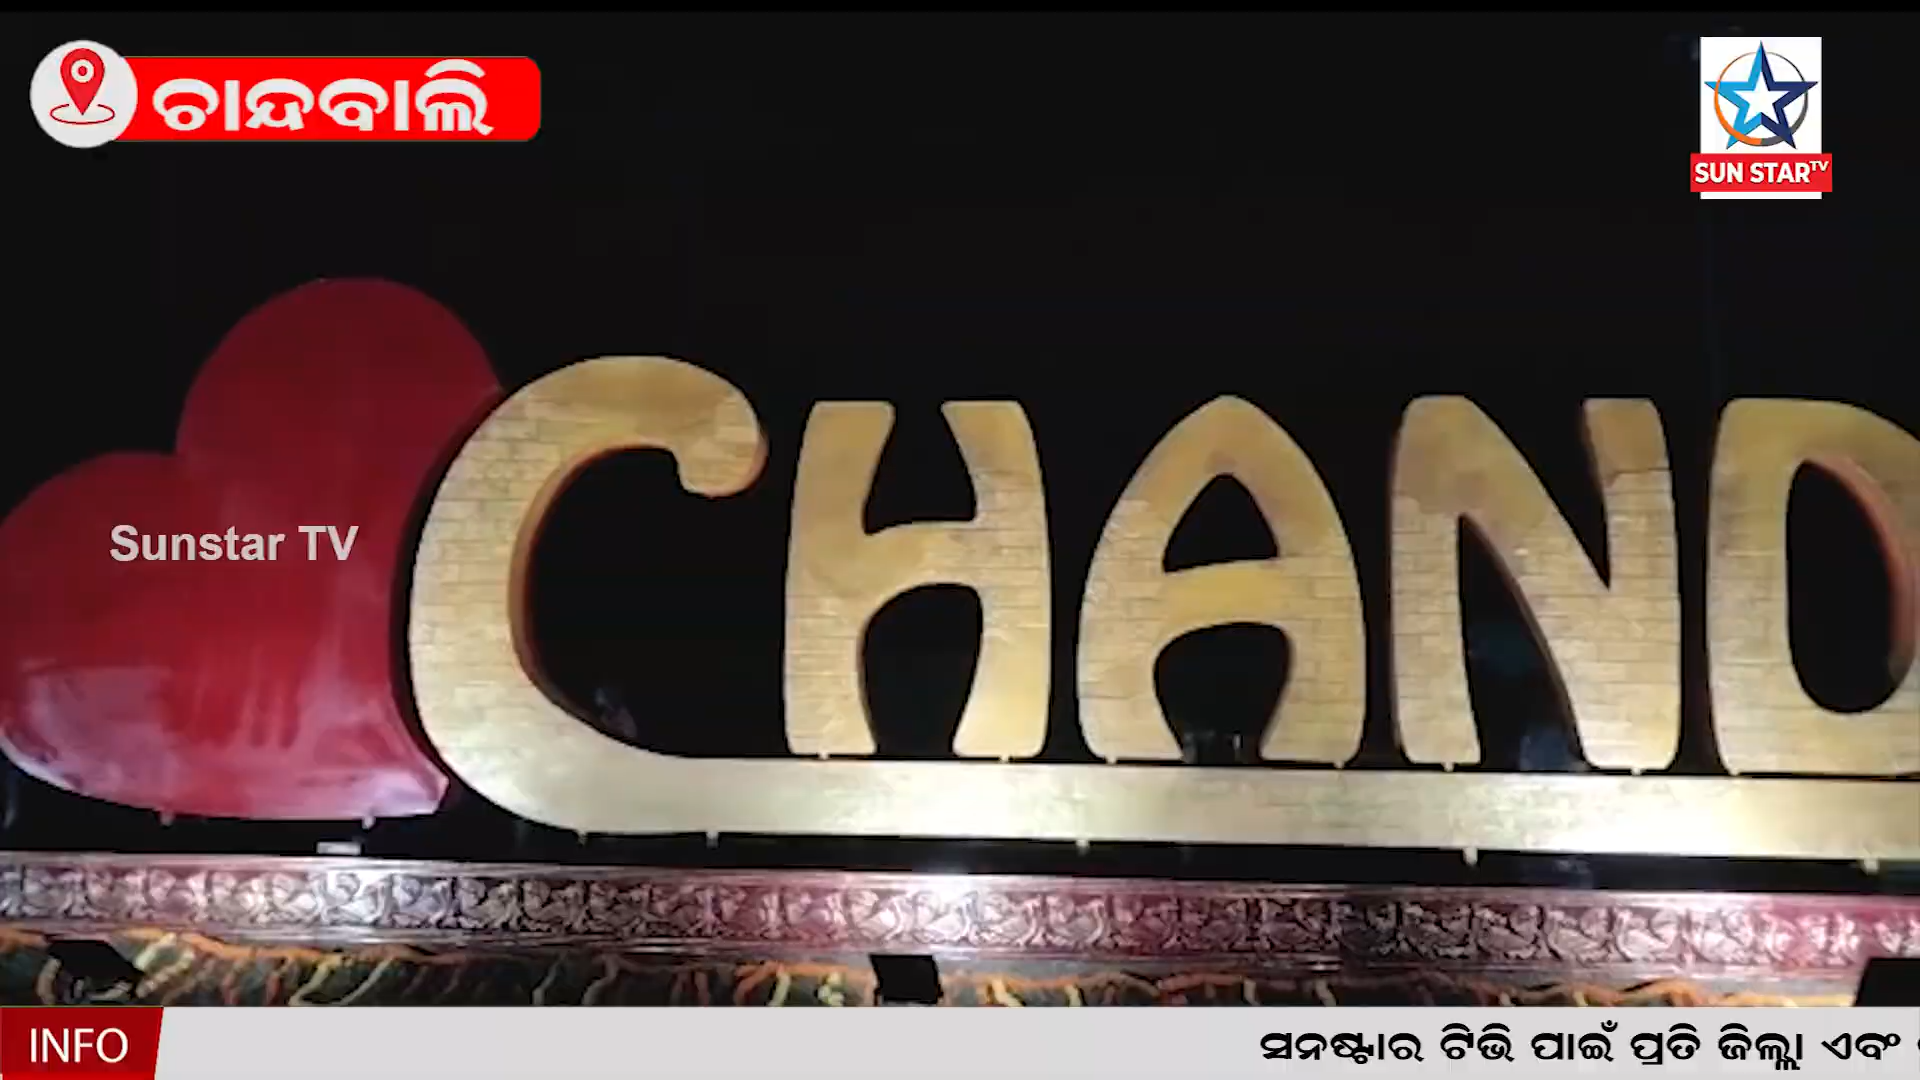 ଚାନ୍ଦବାଲି
SUN STAR TV
CHAND
Sunstar TV
INFO
ସନଷ୍ଟାର ଟିଭି ପାଇଁ ପ୍ରତି ଜିଲ୍ଲା ଏବଂ